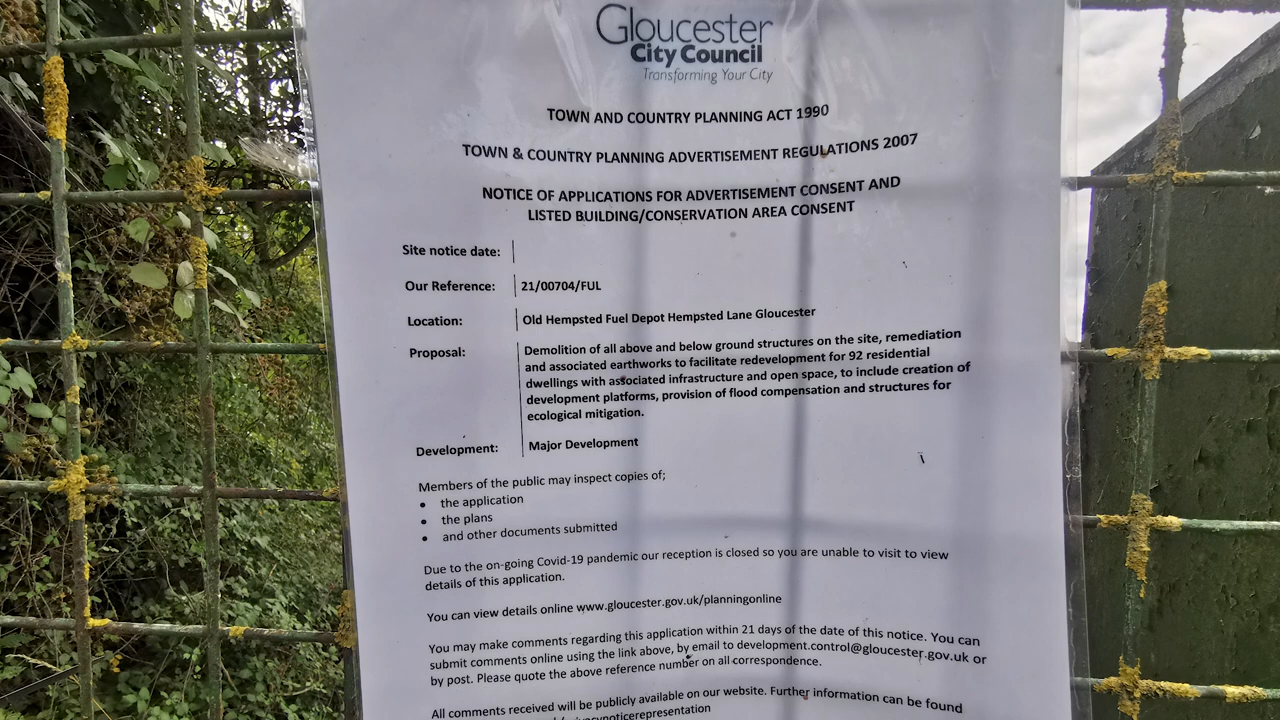 Gloucester
City Council
Transforming Your City
TOWN AND COUNTRY PLANNING ACT 1990
TOWN & COUNTRY PLANNING ADVERTISEMENT REGULATIONS 2007
NOTICE OF APPLICATIONS FOR ADVERTISEMENT CONSENT AND
LISTED BUILDING/CONSERVATION AREA CONSENT
Site notice date:
Our Reference: 21/00704/FUL
Location: Old Hempsted Fuel Depot Hempsted Lane Gloucester
Proposal: Demolition of all above and below ground structures on the site, remediation
and associated earthworks to facilitate redevelopment for 92 residential
dwellings with associated infrastructure and open space, to include creation of
development platforms, provision of flood compensation and structures for
ecological mitigation.
Development: Major Development
Members of the public may inspect copies of;
• the application
• the plans
• and other documents submitted
Due to the on-going Covid-19 pandemic our reception is closed so you are unable to visit to view
details of this application.
You can view details online www.gloucester.gov.uk/planningonline
You may make comments regarding this application within 21 days of the date of this notice. You can
submit comments online using the link above, by email to development.control@gloucester.gov.uk or
by post. Please quote the above reference number on all correspondence.
All comments received will be publicly available on our website. Further information can be found